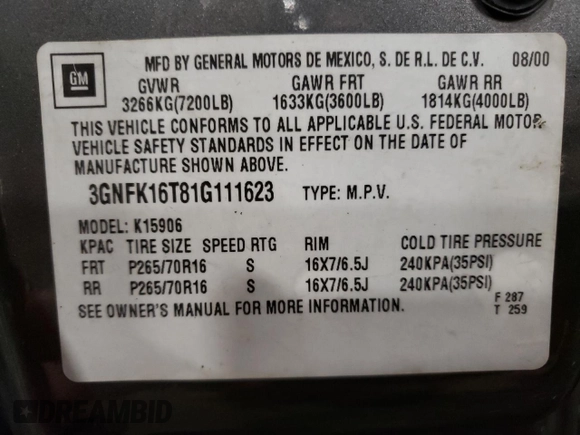 GM
MFD BY GENERAL MOTORS DE MEXICO, S. DE R.L. DE C.V. 08/00
GVWR GAWR FRT GAWR RR
3266KG(7200LB) 1633KG(3600LB) 1814KG(4000LB)
THIS VEHICLE CONFORMS TO ALL APPLICABLE U.S. FEDERAL MOTOR
VEHICLE SAFETY STANDARDS IN EFFECT ON THE DATE OF
MANUFACTURE SHOWN ABOVE.
3GNFK16T81G111623 TYPE: M.P.V.
MODEL: K15906
KPAC TIRE SIZE SPEED RTG RIM COLD TIRE PRESSURE
FRT P265/70R16 S 16X7/6.5J 240KPA(35PSI)
RR P265/70R16 S 16X7/6.5J 240KPA(35PSI)
SEE OWNER'S MANUAL FOR MORE INFORMATION.
F 287
T 259
DREAMBID